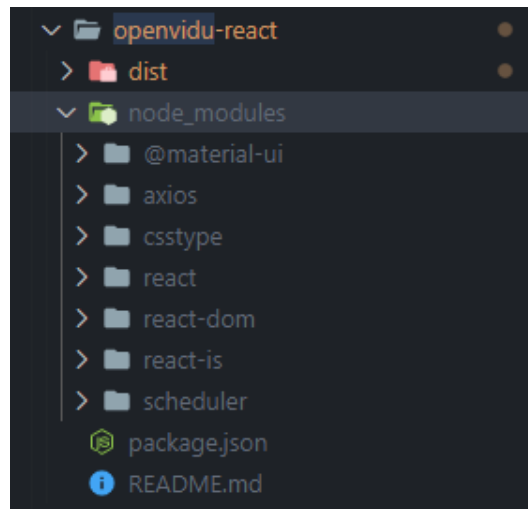 openvidu-react
dist
node_modules
@material-ui
axios
csstype
react
react-dom
react-is
scheduler
package.json
README.md